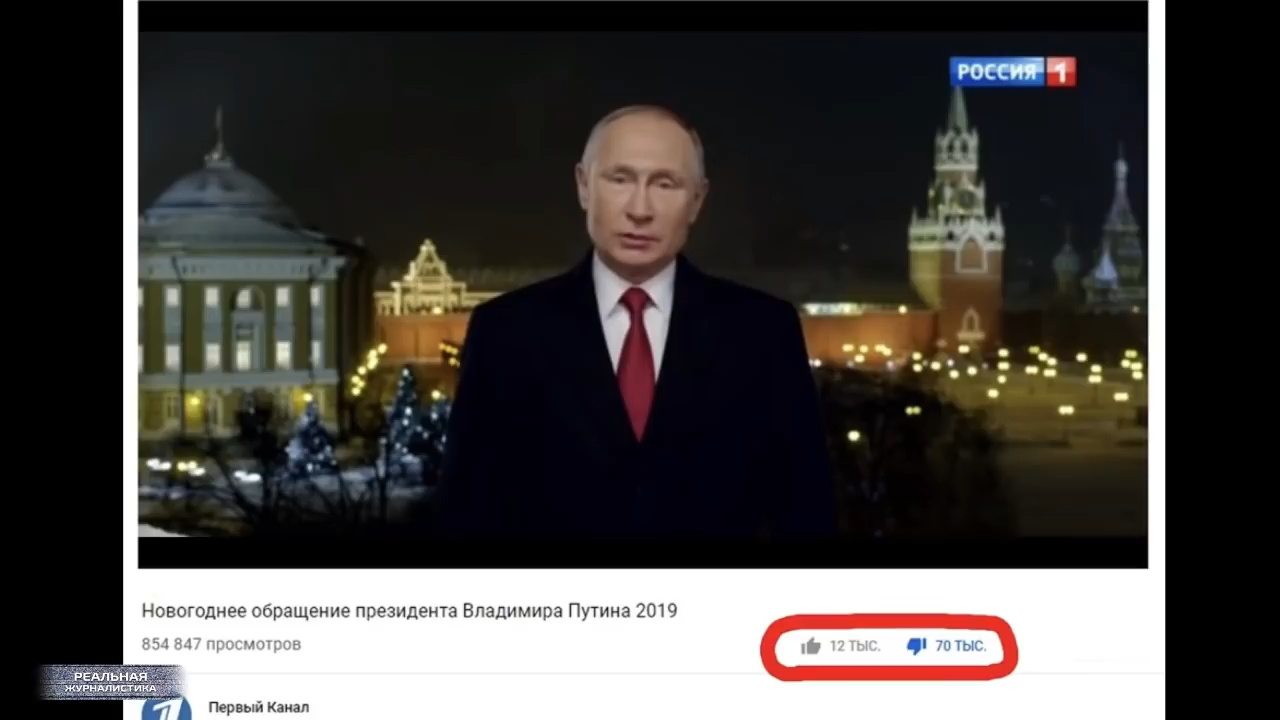 РОССИЯ 1
Новогоднее обращение президента Владимира Путина 2019
854 847 просмотров
12 ТЫС. 70 ТЫС.
РЕАЛЬНАЯ
ЖУРНАЛИСТИКА
Первый Канал